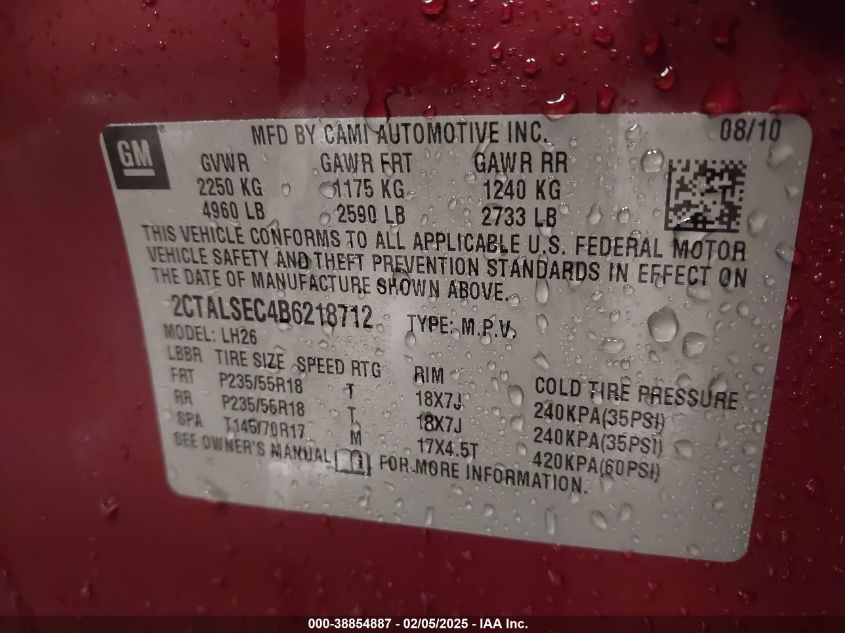 GM
MFD BY CAMI AUTOMOTIVE INC. 08/10
GVWR GAWR FRT GAWR RR
2250 KG 1175 KG 1240 KG
4960 LB 2590 LB 2733 LB
THIS VEHICLE CONFORMS TO ALL APPLICABLE U.S. FEDERAL MOTOR
VEHICLE SAFETY AND THEFT PREVENTION STANDARDS IN EFFECT ON
THE DATE OF MANUFACTURE SHOWN ABOVE.
2CTALSEC4B6218712 TYPE: M.P.V.
MODEL: LH26
LBBR TIRE SIZE SPEED RTG RIM COLD TIRE PRESSURE
FRT P235/55R18 T 18X7J 240KPA(35PSI)
RR P235/55R18 T 18X7J 240KPA(35PSI)
SPA T145/70R17 M 17X4.5T 420KPA(60PSI)
SEE OWNER'S MANUAL FOR MORE INFORMATION.
000-38854887 - 02/05/2025 - IAA Inc.